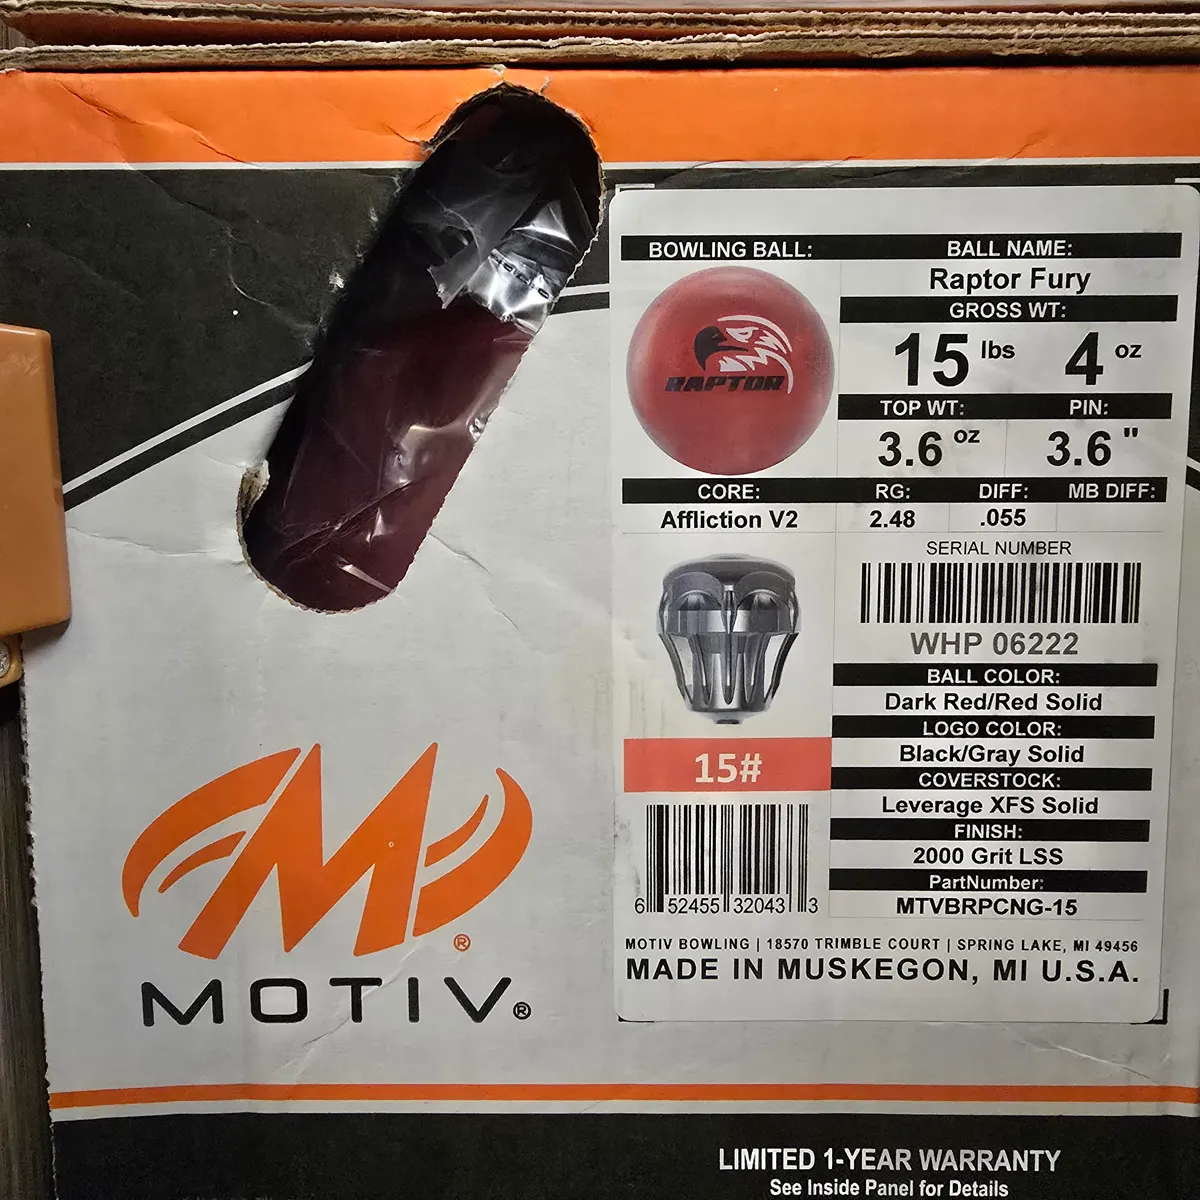 BOWLING BALL:
BALL NAME:
Raptor Fury
GROSS WT:
15 lbs 4 oz
TOP WT: PIN:
3.6 oz 3.6 "
RAPTOR
CORE: RG: DIFF: MB DIFF:
Affliction V2 2.48 .055
SERIAL NUMBER
WHP 06222
BALL COLOR:
Dark Red/Red Solid
LOGO COLOR:
Black/Gray Solid
15#
COVERSTOCK:
Leverage XFS Solid
FINISH:
2000 Grit LSS
PartNumber:
MTVBRPCNG-15
6 52455 32043 3
MOTIV BOWLING | 18570 TRIMBLE COURT | SPRING LAKE, MI 49456
MADE IN MUSKEGON, MI U.S.A.
M®
MOTIV®
LIMITED 1-YEAR WARRANTY
See Inside Panel for Details